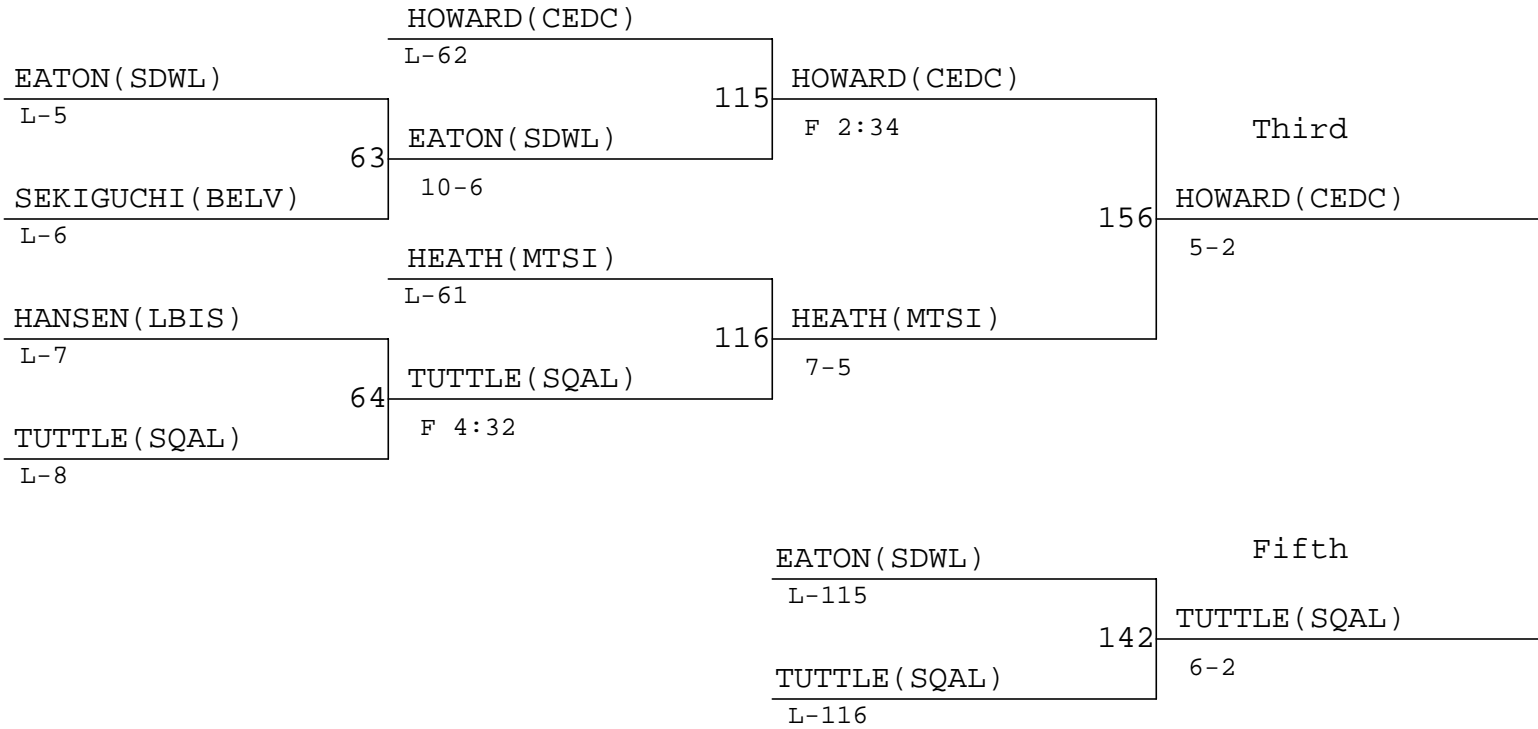 HOWARD(CEDC)
L-62
EATON(SDWL)
HOWARD(CEDC)
L-5
115
F 2:34
Third
EATON(SDWL)
63
10-6
SEKIGUCHI(BELV)
HOWARD(CEDC)
L-6
156
5-2
HEATH(MTSI)
L-61
HANSEN(LBIS)
HEATH(MTSI)
L-7
116
7-5
TUTTLE(SQAL)
64
F 4:32
TUTTLE(SQAL)
L-8
EATON(SDWL)
Fifth
L-115
TUTTLE(SQAL)
142
6-2
TUTTLE(SQAL)
L-116